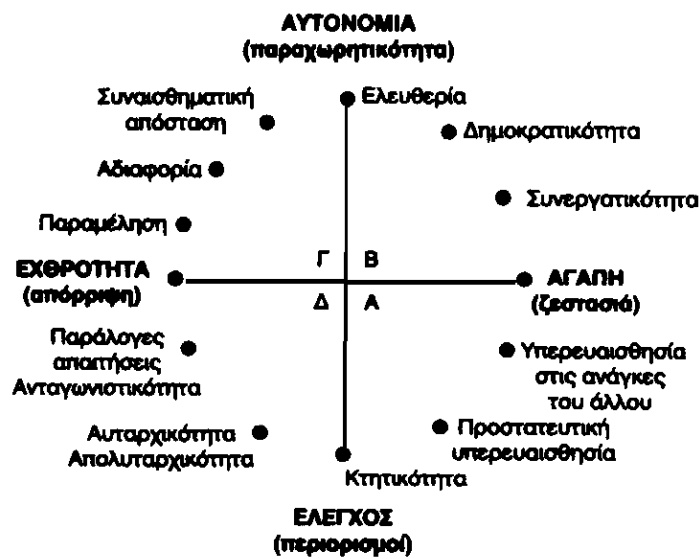 ΑΥΤΟΝΟΜΙΑ
(παραχωρητικότητα)
Συναισθηματική
απόσταση
Ελευθερία
Δημοκρατικότητα
Αδιαφορία
Συνεργατικότητα
Παραμέληση
Γ Β
ΕΧΘΡΟΤΗΤΑ
(απόρριψη)
ΑΓΑΠΗ
(ζεστασιά)
Δ Α
Παράλογες
απαιτήσεις
Ανταγωνιστικότητα
Υπερευαισθησία
στις ανάγκες
του άλλου
Αυταρχικότητα
Απολυταρχικότητα
Προστατευτική
υπερευαισθησία
Κτητικότητα
ΕΛΕΓΧΟΣ
(περιορισμοί)